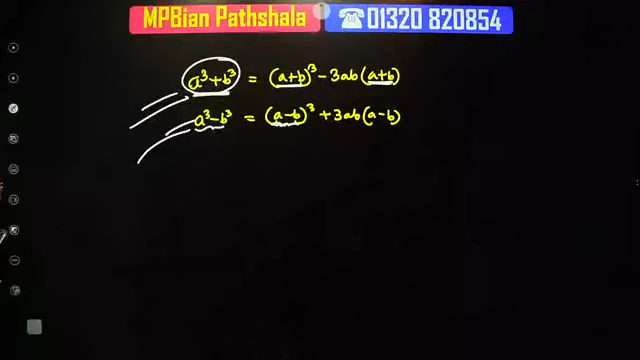 MPBian Pathshala ☎01320 820854
a³+b³ = (a+b)³-3ab(a+b)
a³-b³ = (a-b)³+3ab(a-b)